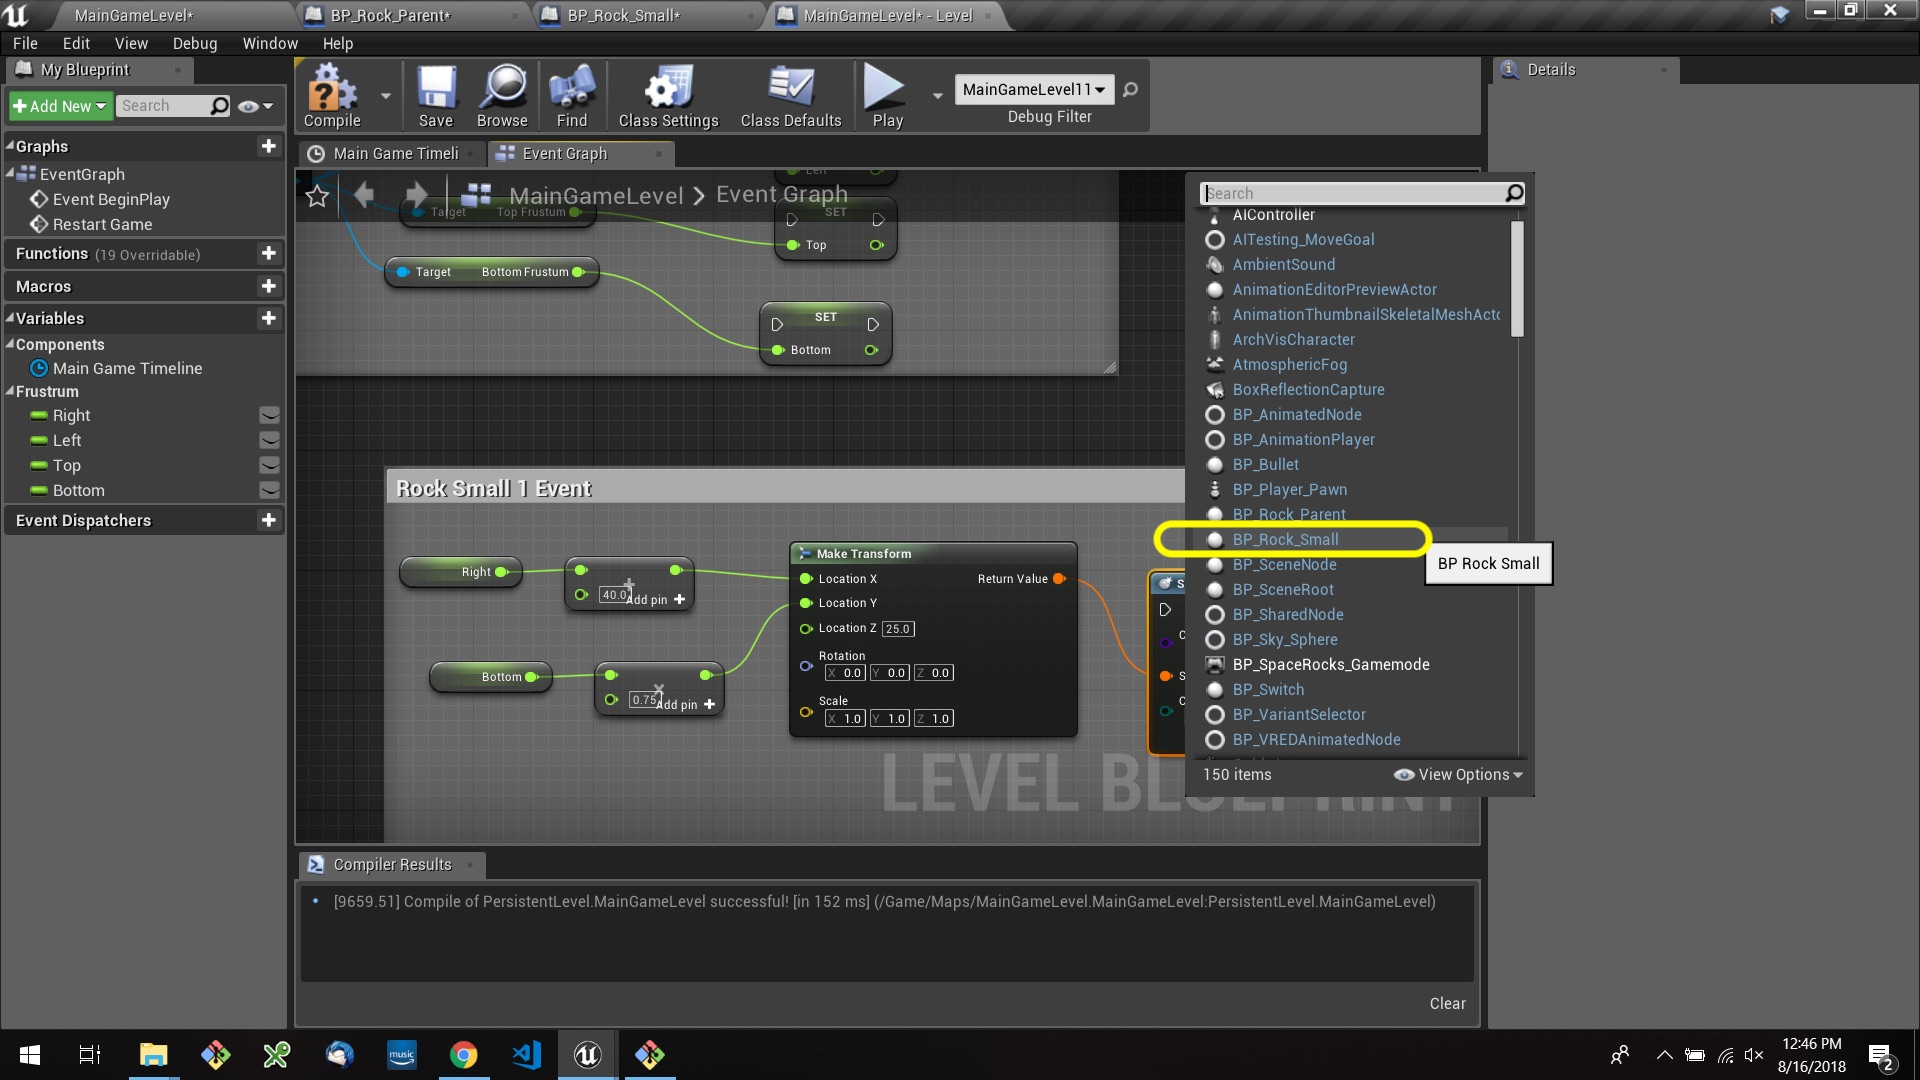 MainGameLevel*
BP_Rock_Parent*
BP_Rock_Small*
MainGameLevel* - Level
File Edit View Debug Window Help
My Blueprint
Add New
Search
Graphs
EventGraph
Event BeginPlay
Restart Game
Functions (19 Overridable)
Macros
Variables
Components
Main Game Timeline
Frustrum
Right
Left
Top
Bottom
Event Dispatchers
Compile
Save
Browse
Find
Class Settings
Class Defaults
Play
MainGameLevel11
Debug Filter
Main Game Timeli
Event Graph
MainGameLevel > Event Graph
Left
Target Top Frustum
SET
Top
Target Bottom Frustum
SET
Bottom
Rock Small 1 Event
Right
40.0
Add pin
Bottom
0.75
Add pin
Make Transform
Location X
Return Value
Location Y
Location Z 25.0
Rotation
X 0.0 Y 0.0 Z 0.0
Scale
X 1.0 Y 1.0 Z 1.0
S
C
S
C
LEVEL BLUEPRINT
Search
AIController
AITesting_MoveGoal
AmbientSound
AnimationEditorPreviewActor
AnimationThumbnailSkeletalMeshActo
ArchVisCharacter
AtmosphericFog
BoxReflectionCapture
BP_AnimatedNode
BP_AnimationPlayer
BP_Bullet
BP_Player_Pawn
BP_Rock_Parent
BP_Rock_Small
BP Rock Small
BP_SceneNode
BP_SceneRoot
BP_SharedNode
BP_Sky_Sphere
BP_SpaceRocks_Gamemode
BP_Switch
BP_VariantSelector
BP_VREDAnimatedNode
150 items
View Options
Details
Compiler Results
[9659.51] Compile of PersistentLevel.MainGameLevel successful! [in 152 ms] (/Game/Maps/MainGameLevel.MainGameLevel:PersistentLevel.MainGameLevel)
Clear
music
12:46 PM
8/16/2018
2